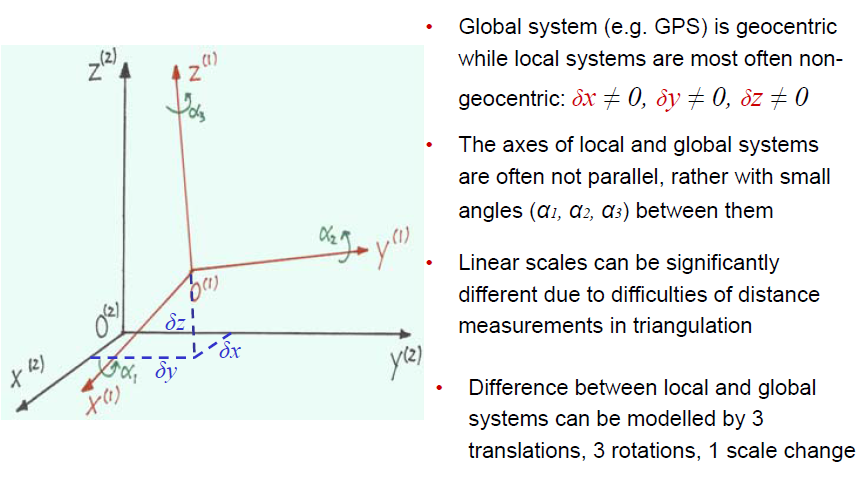 Z(2)
Z(1)
α3
α2
Y(1)
O(1)
O(2)
δz
δx
X(2)
α1
δy
Y(2)
X(1)
• Global system (e.g. GPS) is geocentric
while local systems are most often non-
geocentric: δx ≠ 0, δy ≠ 0, δz ≠ 0
• The axes of local and global systems
are often not parallel, rather with small
angles (α1, α2, α3) between them
• Linear scales can be significantly
different due to difficulties of distance
measurements in triangulation
• Difference between local and global
systems can be modelled by 3
translations, 3 rotations, 1 scale change